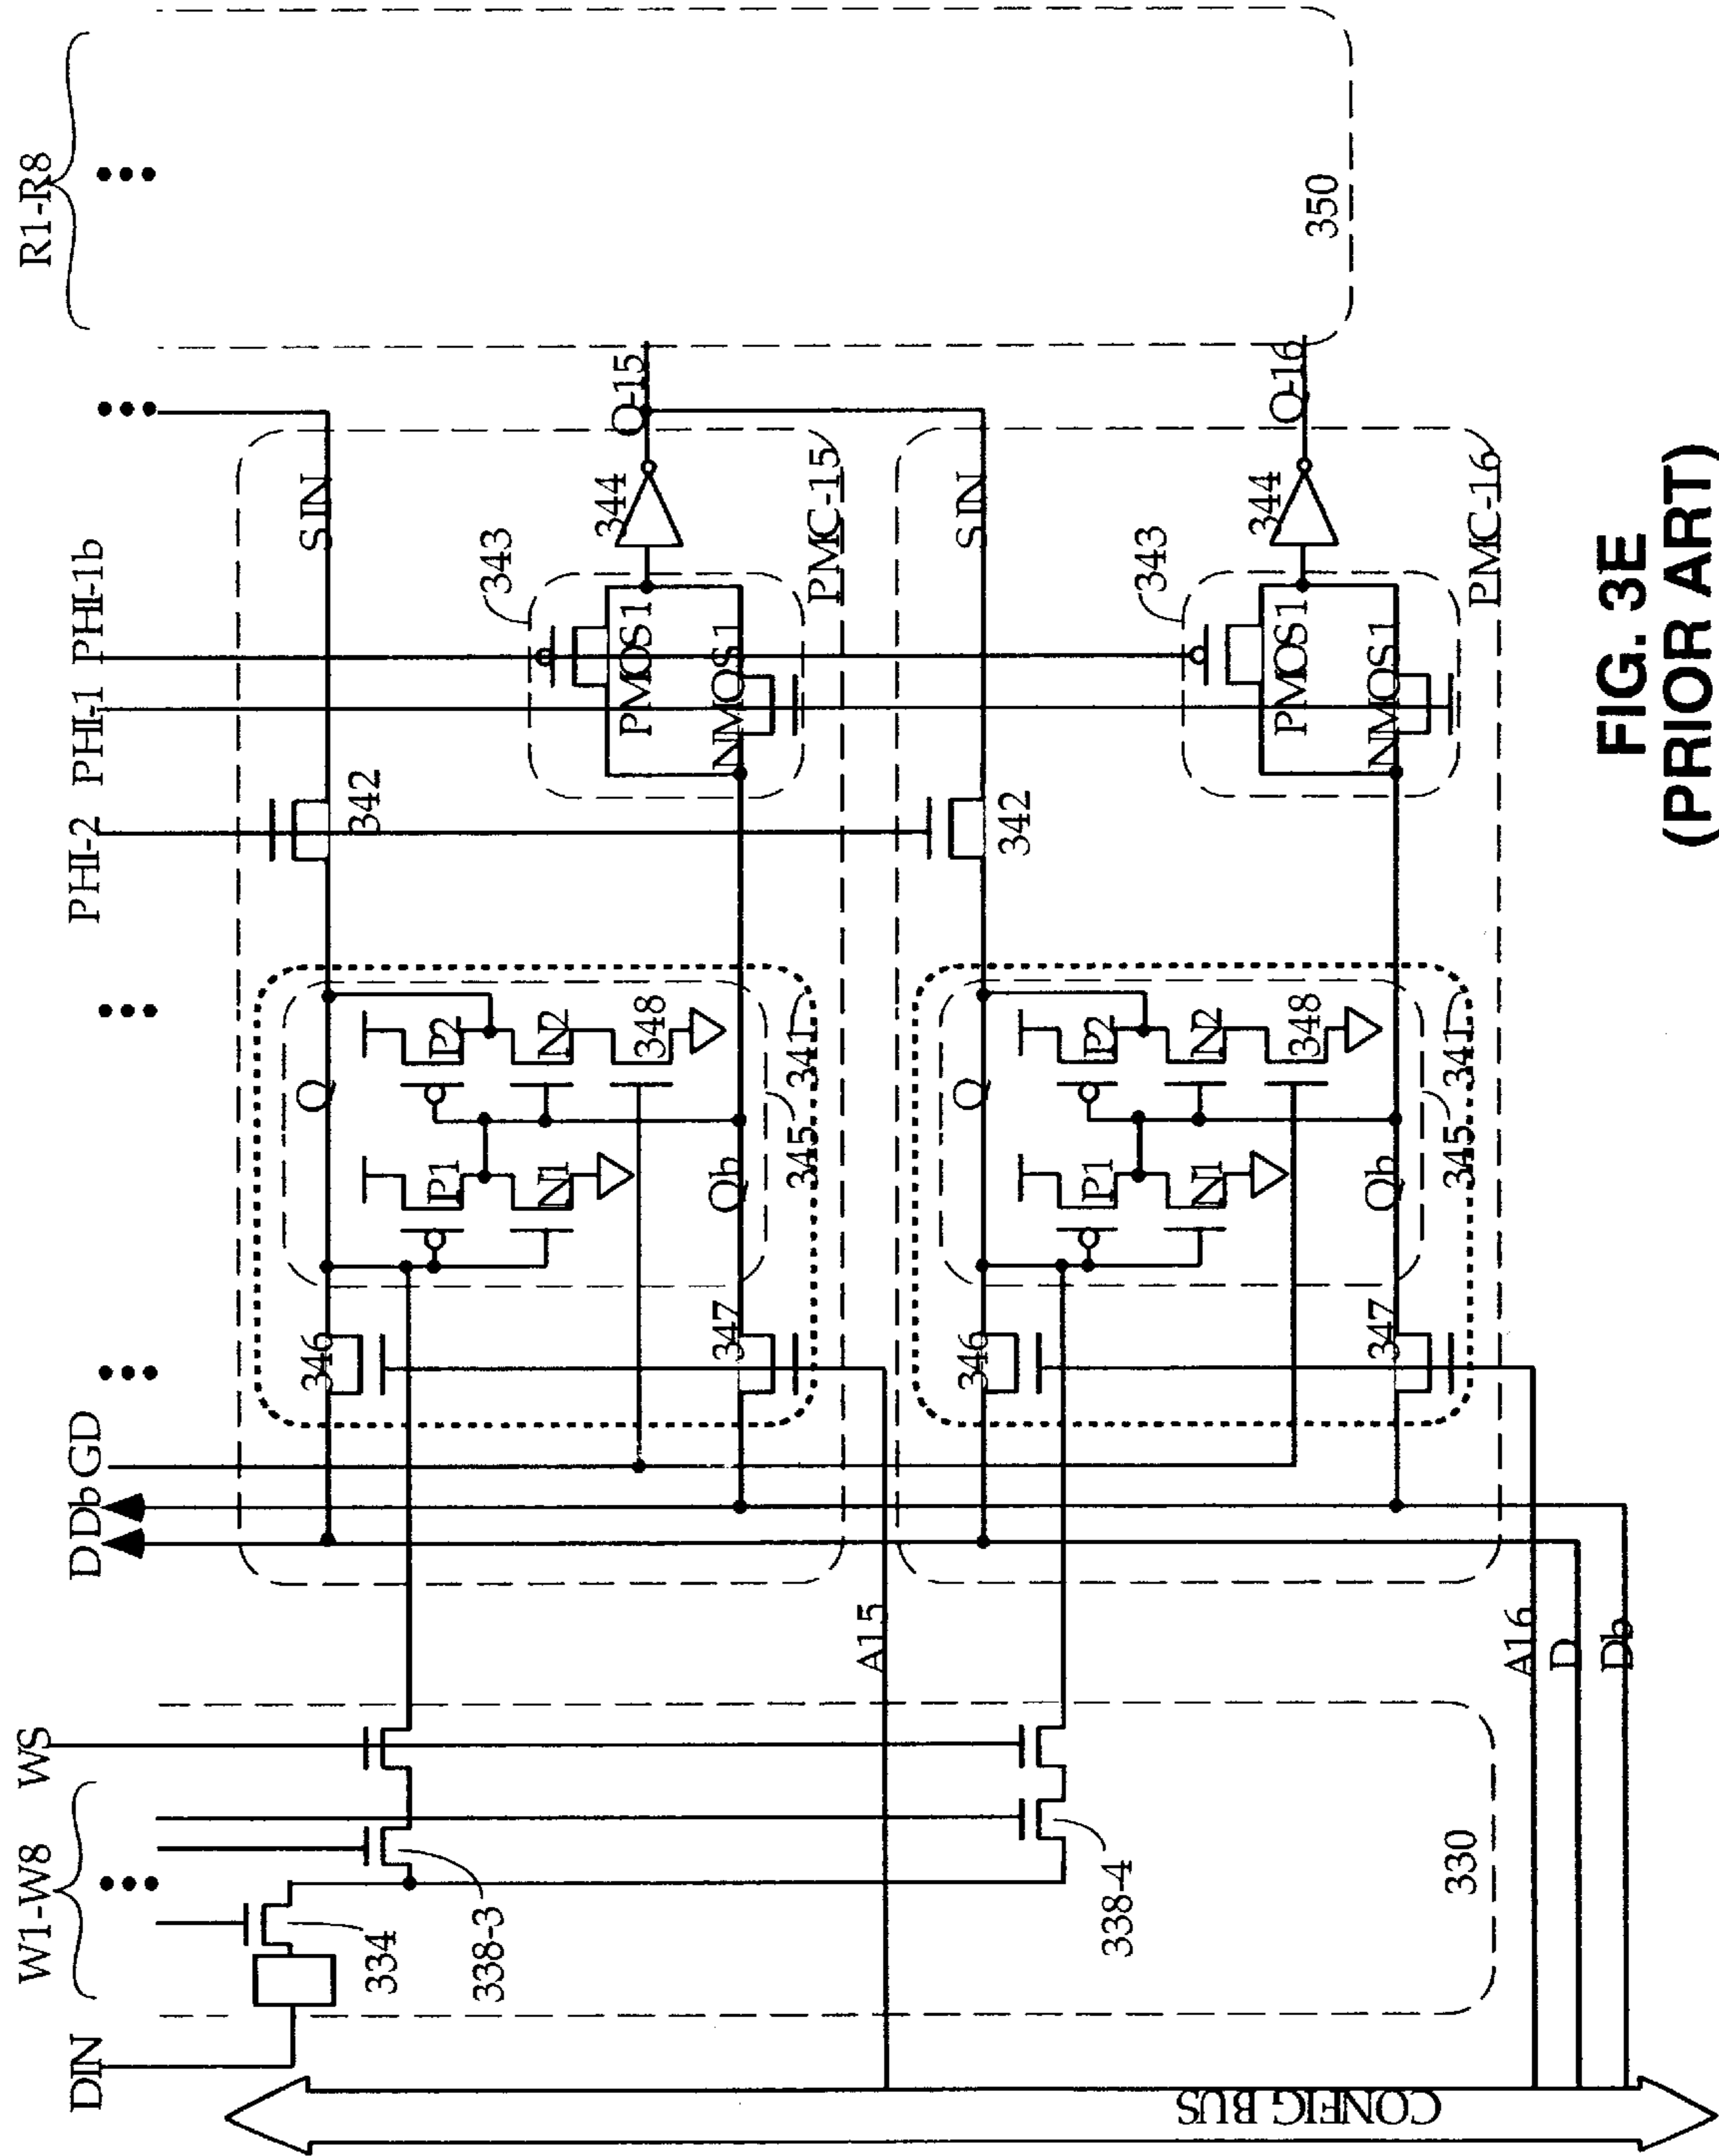 DIN
W1-W8
WS
D Db GD
PHI-2
PHI-1
PHI-1b
R1-R8
334
338-3
338-4
330
CONFIG BUS
A15
A16
D
Db
346
347
Q
P1
N1
P2
N2
348
Qb
345
341
342
SIN
343
PMOS1
NMOS1
344
Q-15
PMC-15
346
347
Q
P1
N1
P2
N2
348
Qb
345
341
342
SIN
343
PMOS1
NMOS1
344
Q-16
PMC-16
350
FIG. 3E
(PRIOR ART)